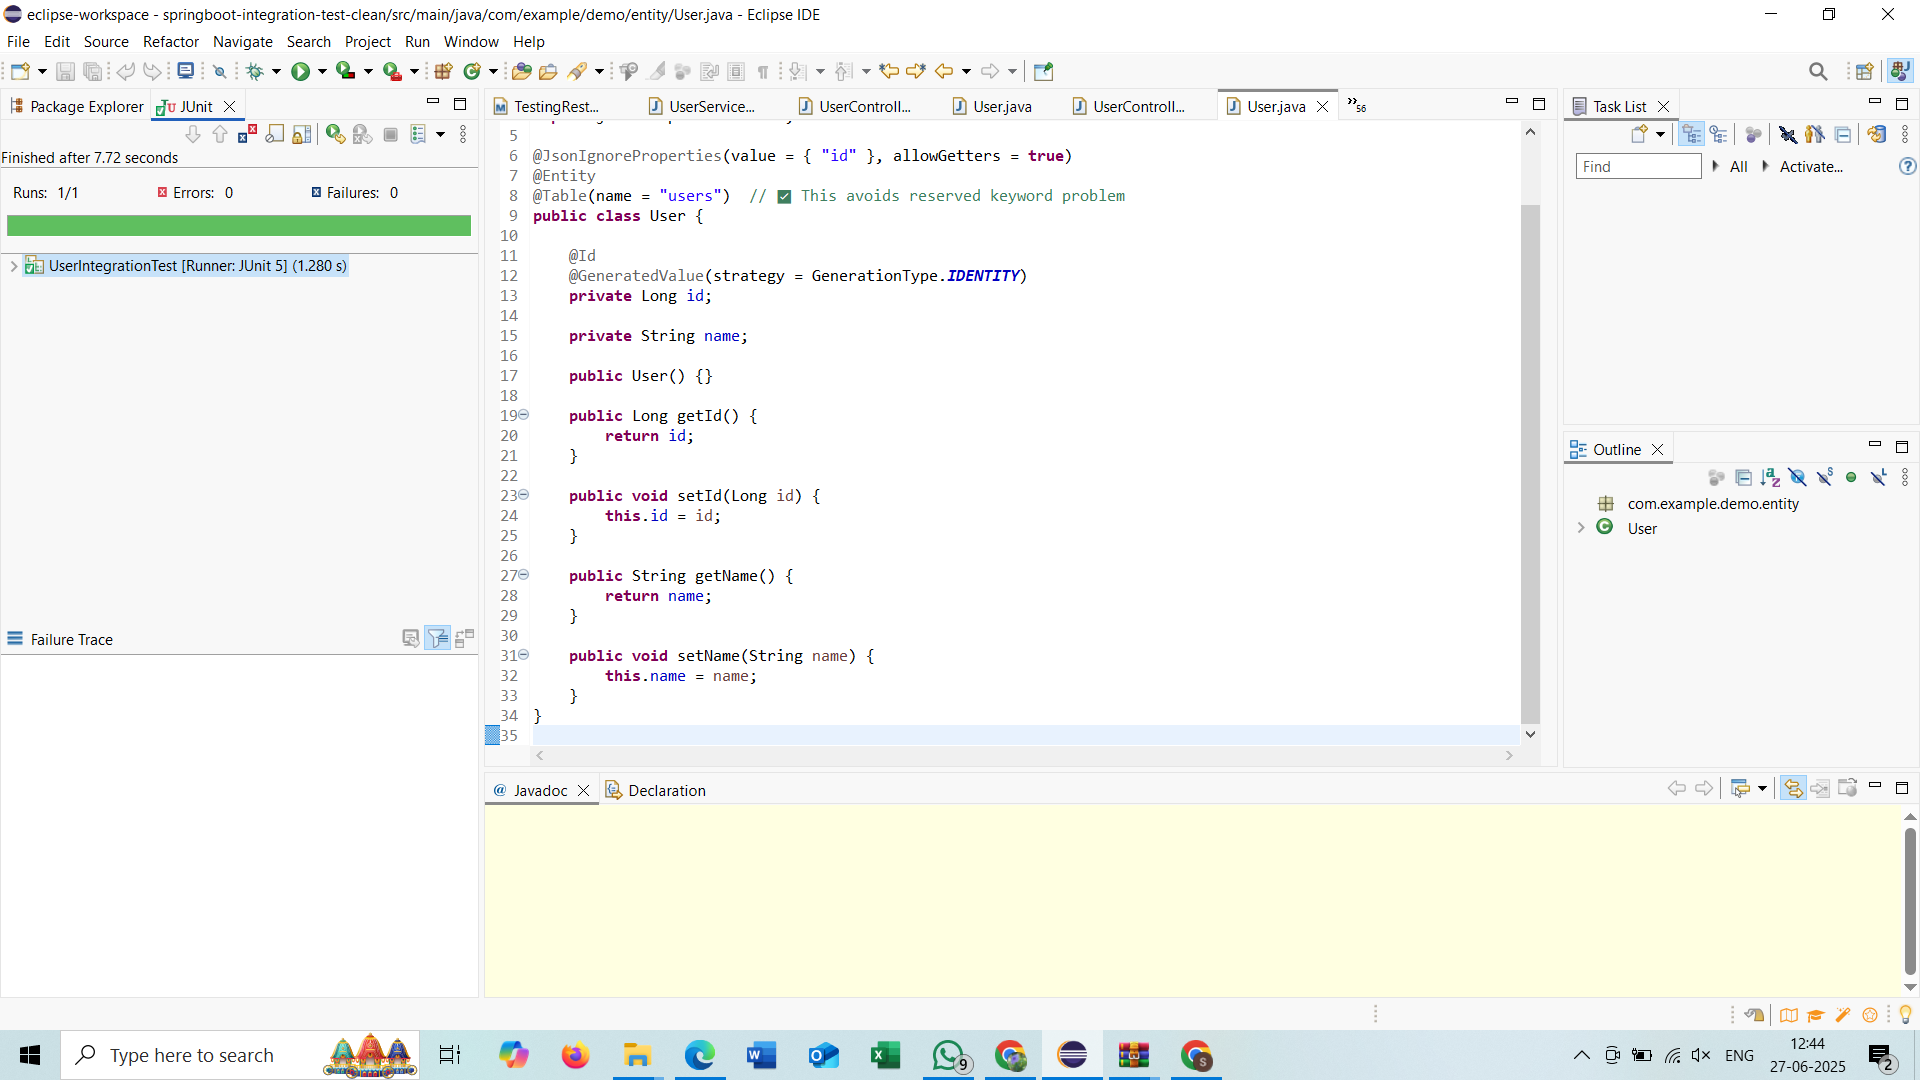 eclipse-workspace - springboot-integration-test-clean/src/main/java/com/example/demo/entity/User.java - Eclipse IDE
File Edit Source Refactor Navigate Search Project Run Window Help
Package Explorer JUnit
Finished after 7.72 seconds
Runs: 1/1 Errors: 0 Failures: 0
UserIntegrationTest [Runner: JUnit 5] (1.280 s)
Failure Trace
TestingRest... UserService... UserControll... User.java UserControll... User.java »56
5
6 @JsonIgnoreProperties(value = { "id" }, allowGetters = true)
7 @Entity
8 @Table(name = "users")  // ✅ This avoids reserved keyword problem
9 public class User {
10
11     @Id
12     @GeneratedValue(strategy = GenerationType.IDENTITY)
13     private Long id;
14
15     private String name;
16
17     public User() {}
18
19     public Long getId() {
20         return id;
21     }
22
23     public void setId(Long id) {
24         this.id = id;
25     }
26
27     public String getName() {
28         return name;
29     }
30
31     public void setName(String name) {
32         this.name = name;
33     }
34 }
35
@ Javadoc Declaration
Task List
Find All Activate...
Outline
com.example.demo.entity
User
Type here to search
9
ENG
12:44
27-06-2025
2